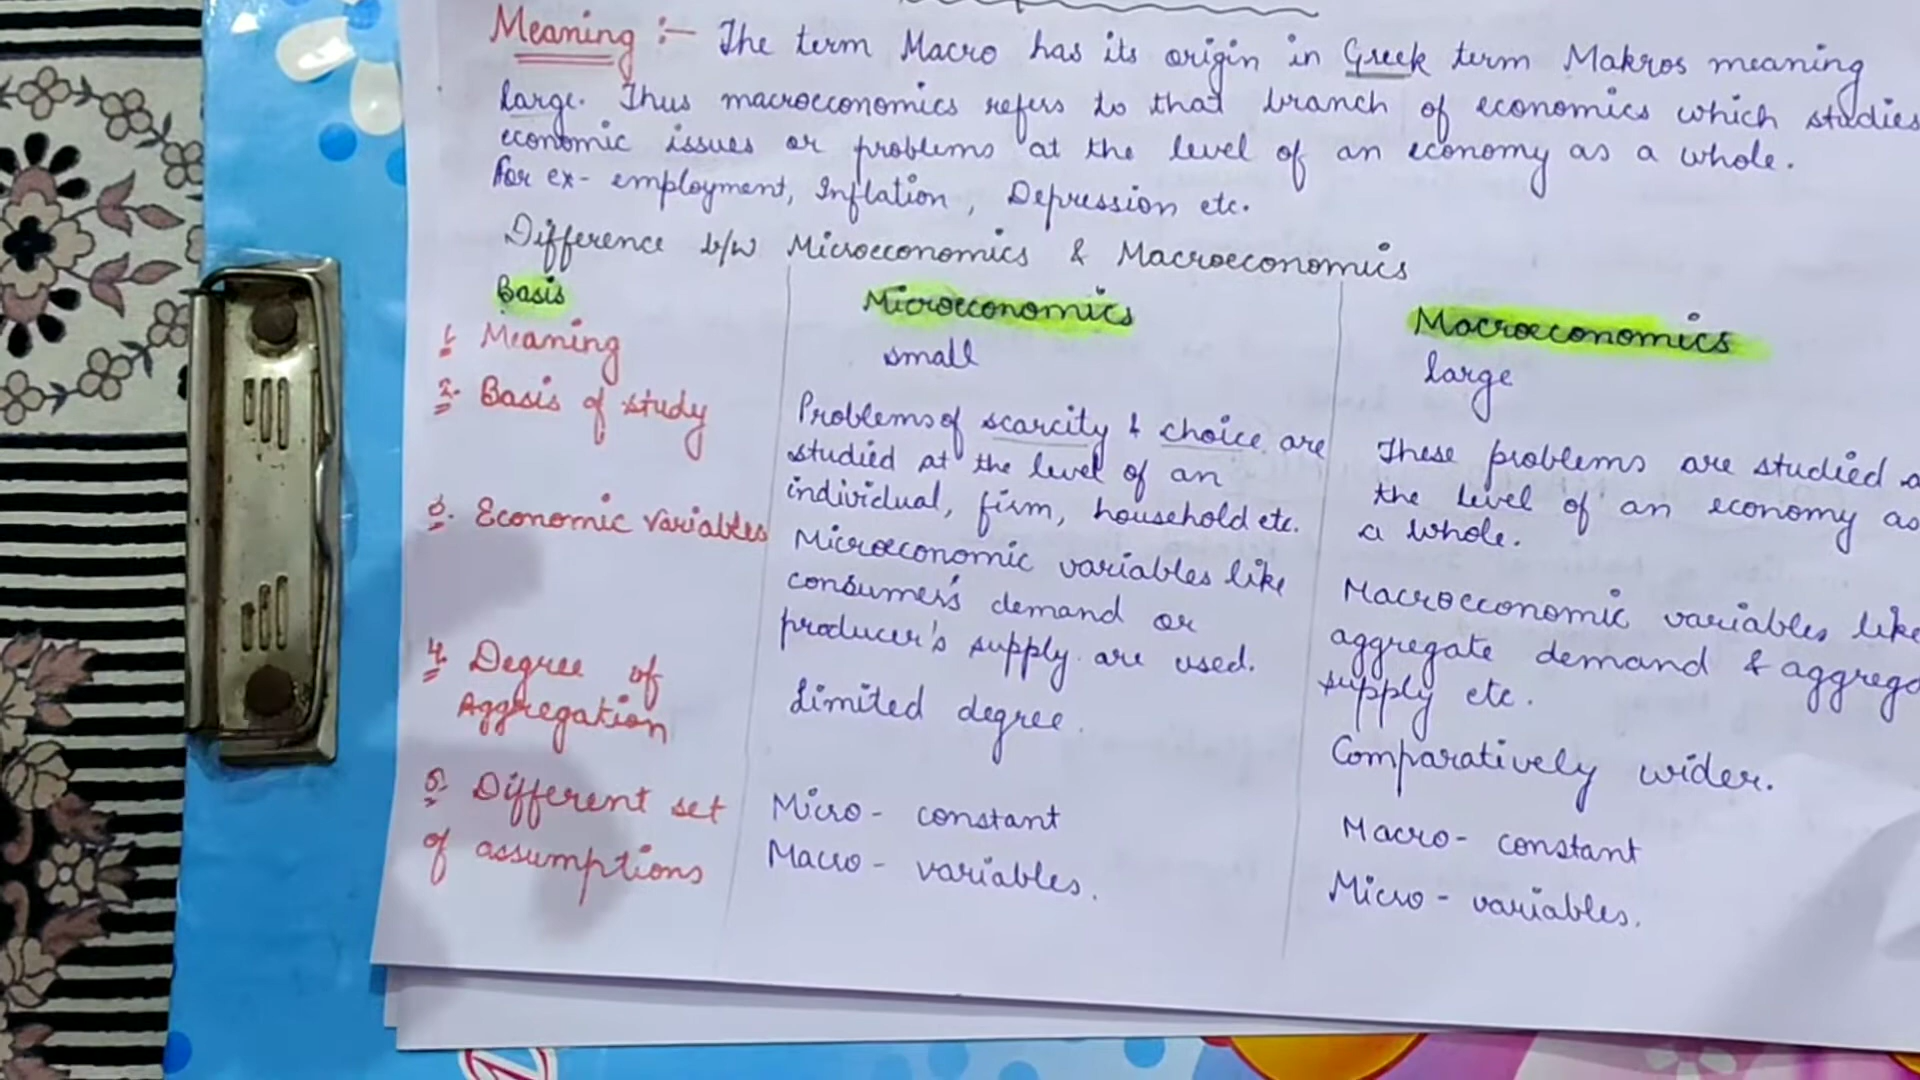 Meaning :- The term Macro has its origin in Greek term Makros meaning
large. Thus macroeconomics refers to that branch of economics which studies
economic issues or problems at the level of an economy as a whole.
for ex- employment, Inflation, Depression etc.
Difference b/w Microeconomics & Macroeconomics
Basis
Microeconomics
Macroeconomics
1. Meaning
small
large
2. Basis of study
Problems of scarcity & choice are
studied at the level of an
individual, firm, household etc.
These problems are studied a
the level of an economy as
a whole.
3. Economic Variables
Microeconomic variables like
consumer's demand or
producer's supply are used.
Macroeconomic variables like
aggregate demand & aggrega
supply etc.
4. Degree of
Aggregation
Limited degree.
Comparatively wider.
5. Different set
of assumptions
Micro - constant
Macro - variables.
Macro - constant
Micro - variables.